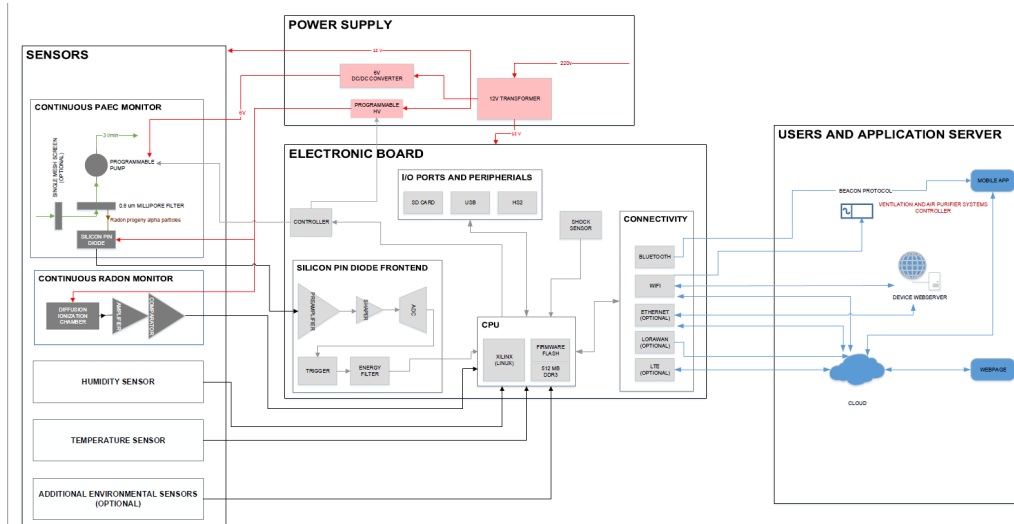 POWER SUPPLY
12 V
220V
6V
DC/DC CONVERTER
12V TRANSFORMER
PROGRAMMABLE
HV
6V
12 V
SENSORS
CONTINUOUS PAEC MONITOR
SINGLE MESH SCREEN
(OPTIONAL)
3 l/min
PROGRAMMABLE
PUMP
0.8 um MILLIPORE FILTER
Radon progeny alpha particles
SILICON PIN
DIODE
CONTINUOUS RADON MONITOR
DIFFUSION
IONIZATION
CHAMBER
AMPLIFIER
COMPARATOR
HUMIDITY SENSOR
TEMPERATURE SENSOR
ADDITIONAL ENVIRONMENTAL SENSORS
(OPTIONAL)
ELECTRONIC BOARD
I/O PORTS AND PERIPHERIALS
SD CARD
USB
HS2
CONTROLLER
SHOCK
SENSOR
SILICON PIN DIODE FRONTEND
PREAMPLIFIER
SHAPER
ADC
TRIGGER
ENERGY
FILTER
CPU
XILINX
(LINUX)
FIRMWARE
FLASH
512 MB
DDR3
CONNECTIVITY
BLUETOOTH
WIFI
ETHERNET
(OPTIONAL)
LORAWAN
(OPTIONAL)
LTE
(OPTIONAL)
USERS AND APPLICATION SERVER
BEACON PROTOCOL
MOBILE APP
VENTILATION AND AIR PURIFIER SYSTEMS
CONTROLLER
DEVICE WEBSERVER
CLOUD
WEBPAGE